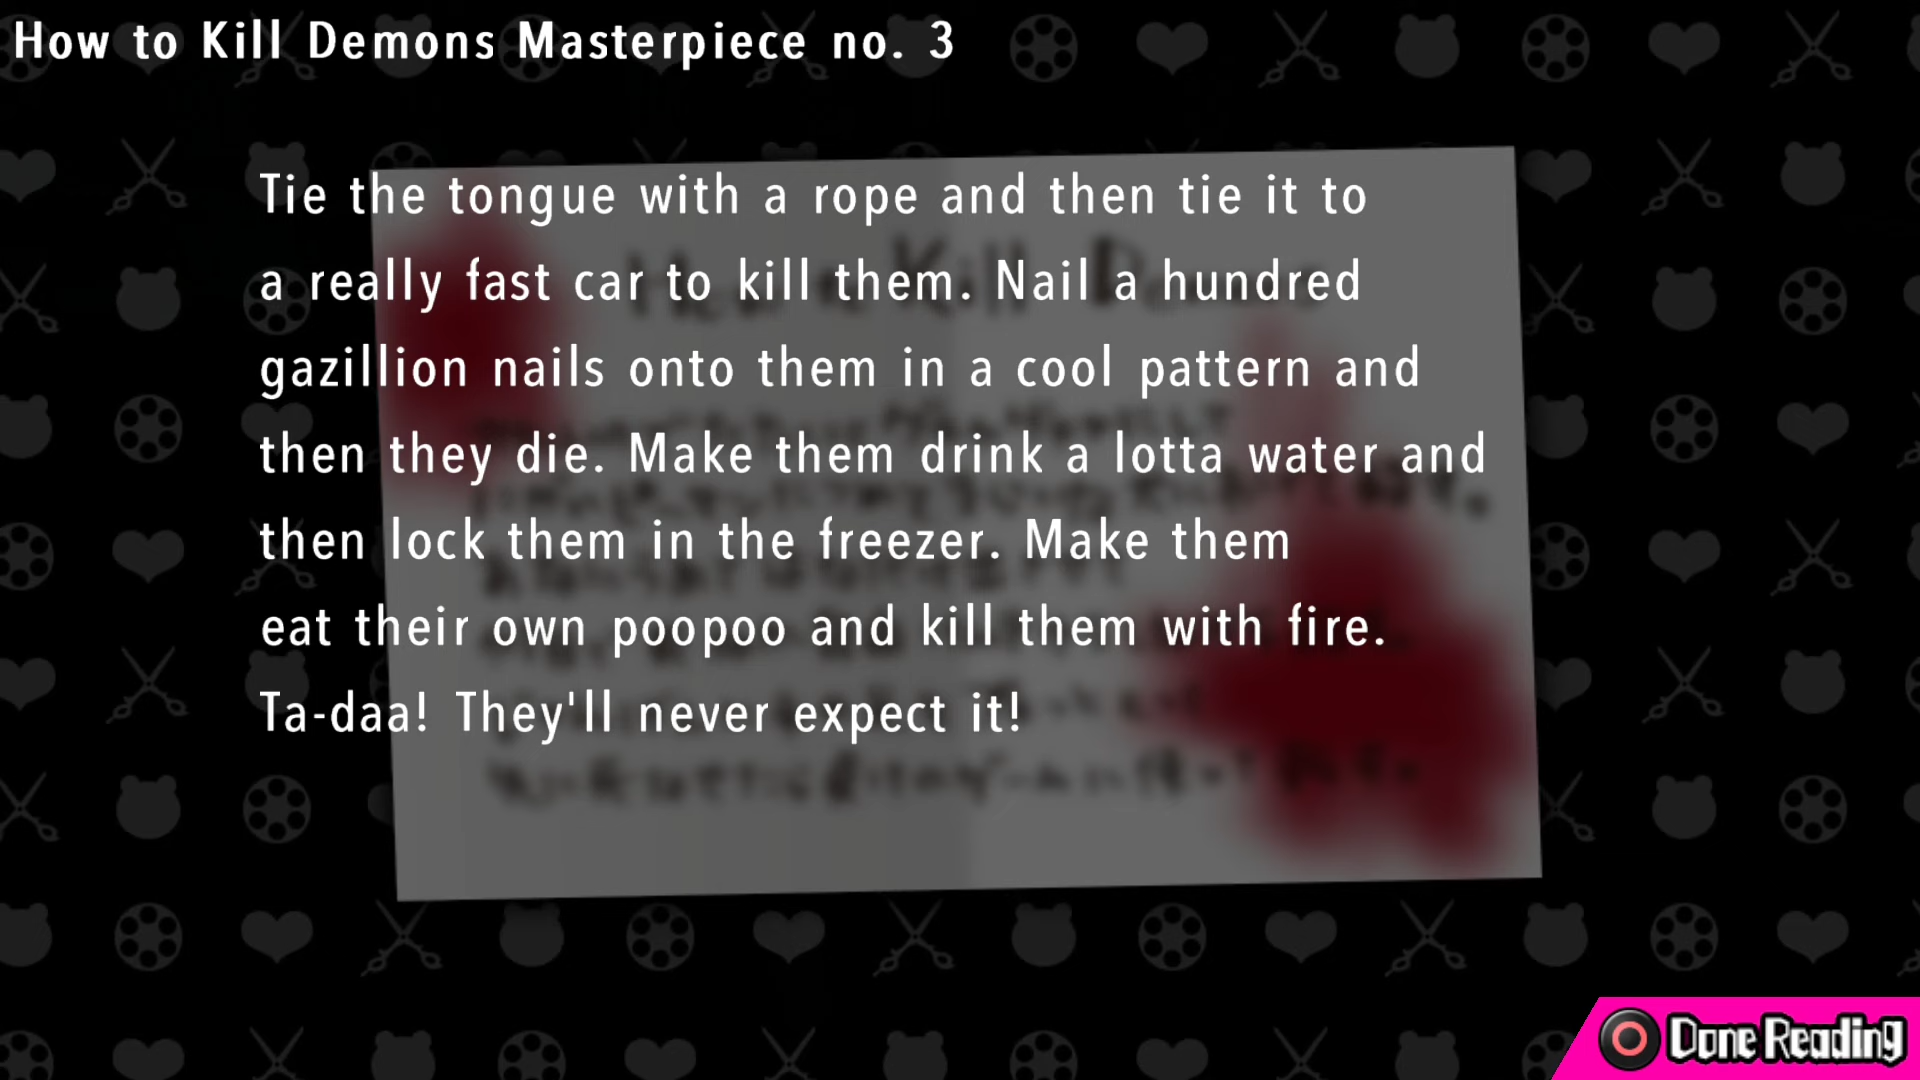 How to Kill Demons Masterpiece no. 3
Tie the tongue with a rope and then tie it to
a really fast car to kill them. Nail a hundred
gazillion nails onto them in a cool pattern and
then they die. Make them drink a lotta water and
then lock them in the freezer. Make them
eat their own poopoo and kill them with fire.
Ta-daa! They'll never expect it!
Done Reading